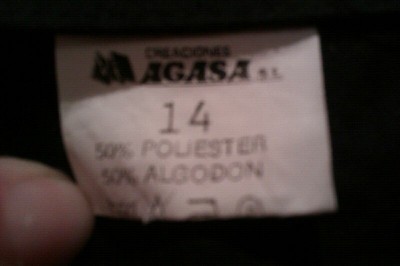 CREACIONES
AGASA S.L
14
50% POLIESTER
50% ALGODON